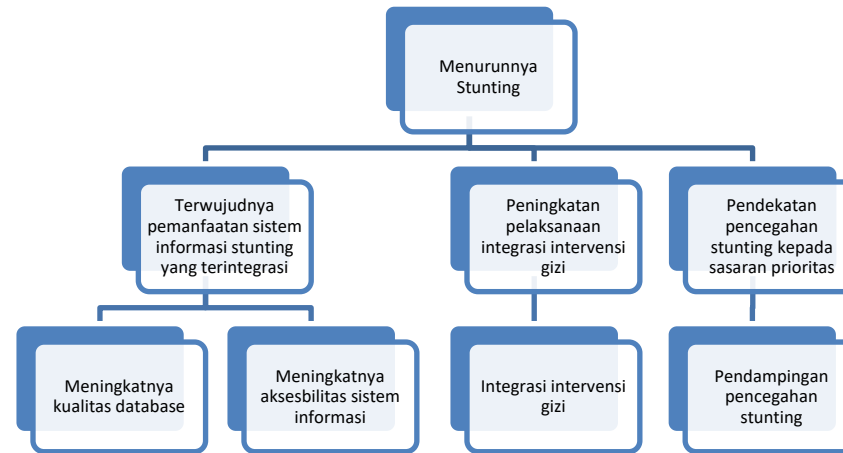 Menurunnya
Stunting
Terwujudnya
pemanfaatan sistem
informasi stunting
yang terintegrasi
Peningkatan
pelaksanaan
integrasi intervensi
gizi
Pendekatan
pencegahan
stunting kepada
sasaran prioritas
Meningkatnya
kualitas database
Meningkatnya
aksesbilitas sistem
informasi
Integrasi intervensi
gizi
Pendampingan
pencegahan
stunting